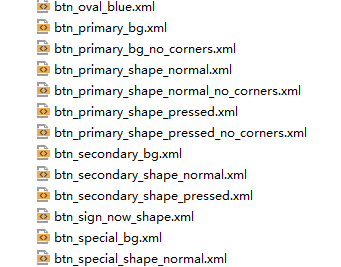 btn_oval_blue.xml
btn_primary_bg.xml
btn_primary_bg_no_corners.xml
btn_primary_shape_normal.xml
btn_primary_shape_normal_no_corners.xml
btn_primary_shape_pressed.xml
btn_primary_shape_pressed_no_corners.xml
btn_secondary_bg.xml
btn_secondary_shape_normal.xml
btn_secondary_shape_pressed.xml
btn_sign_now_shape.xml
btn_special_bg.xml
btn_special_shape_normal.xml